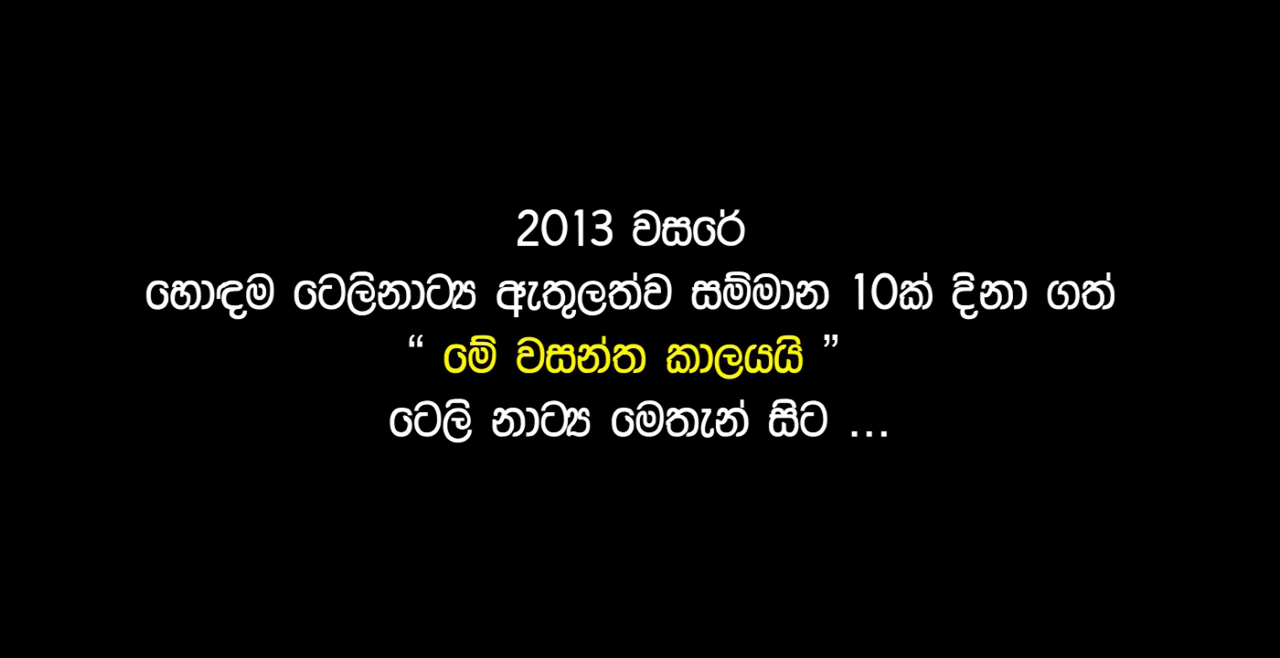 2013 වසරේ
හොඳම ටෙලිනාට්‍ය ඇතුලත්ව සම්මාන 10ක් දිනා ගත්
“ මේ වසන්ත කාලයයි ”
ටෙලි නාට්‍ය මෙතැන් සිට ...